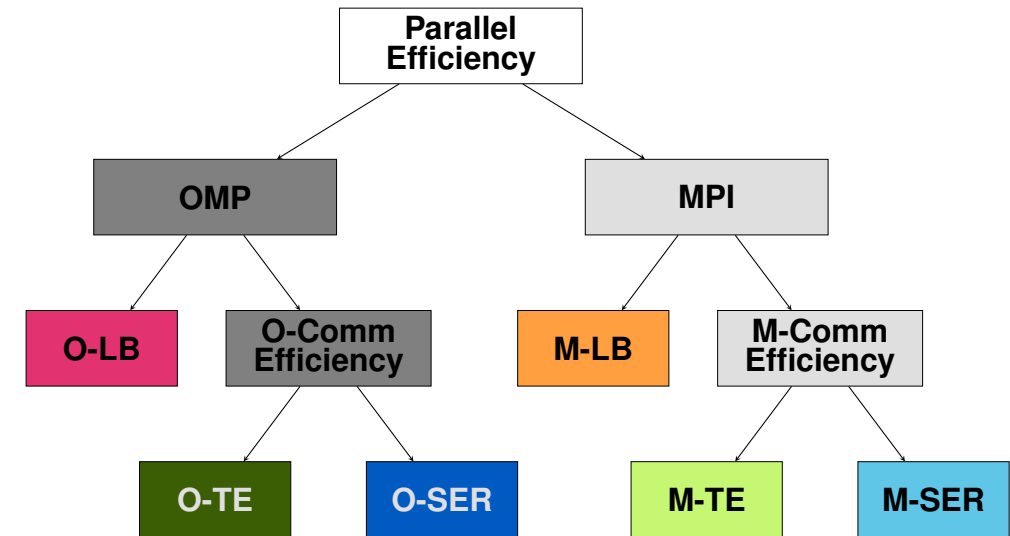 Parallel
Efficiency
OMP
MPI
O-LB
O-Comm
Efficiency
M-LB
M-Comm
Efficiency
O-TE
O-SER
M-TE
M-SER